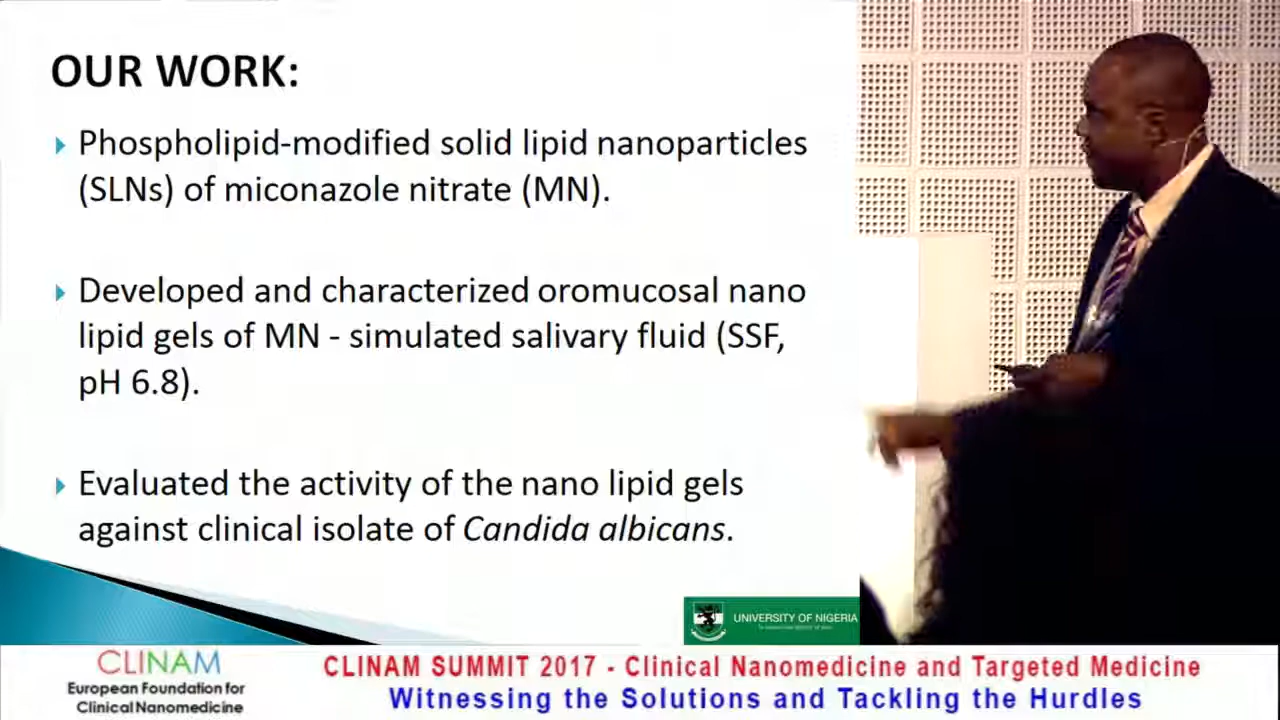 OUR WORK:
Phospholipid-modified solid lipid nanoparticles
(SLNs) of miconazole nitrate (MN).
Developed and characterized oromucosal nano
lipid gels of MN - simulated salivary fluid (SSF,
pH 6.8).
Evaluated the activity of the nano lipid gels
against clinical isolate of Candida albicans.
UNIVERSITY OF NIGERIA
CLINAM
European Foundation for
Clinical Nanomedicine
CLINAM SUMMIT 2017 - Clinical Nanomedicine and Targeted Medicine
Witnessing the Solutions and Tackling the Hurdles